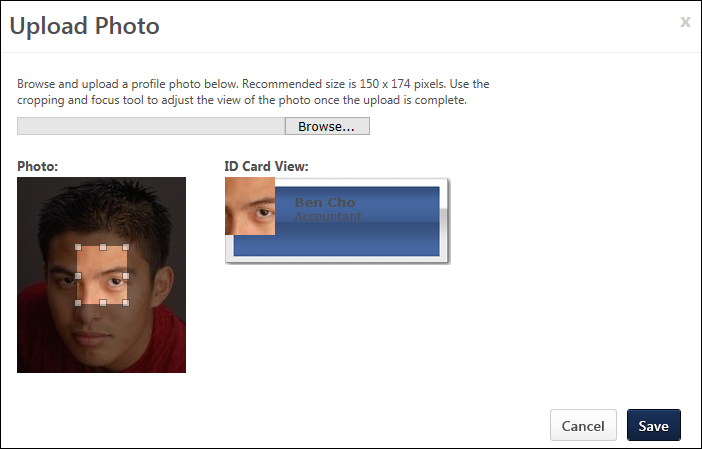 Upload Photo
x
Browse and upload a profile photo below. Recommended size is 150 x 174 pixels. Use the
cropping and focus tool to adjust the view of the photo once the upload is complete.
Browse...
Photo:
ID Card View:
Ben Cho
Accountant
Cancel
Save